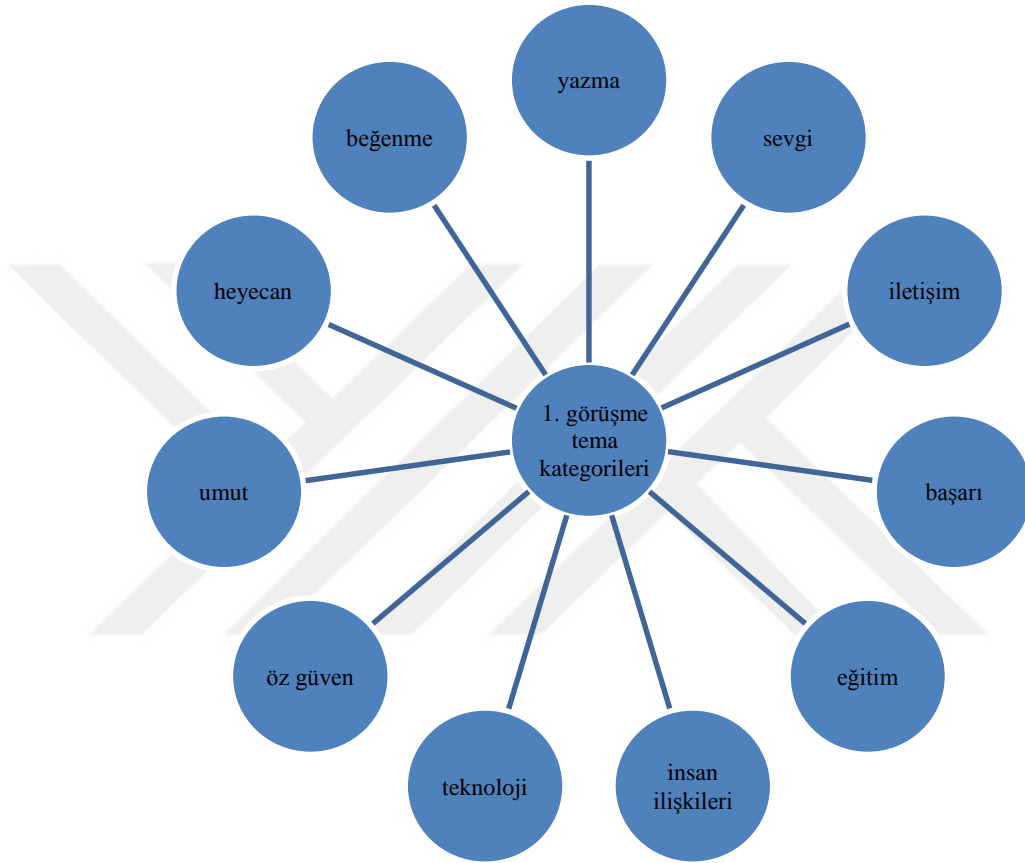 yazma
sevgi
iletişim
başarı
eğitim
insan
ilişkileri
teknoloji
öz güven
umut
heyecan
beğenme
1. görüşme
tema
kategorileri